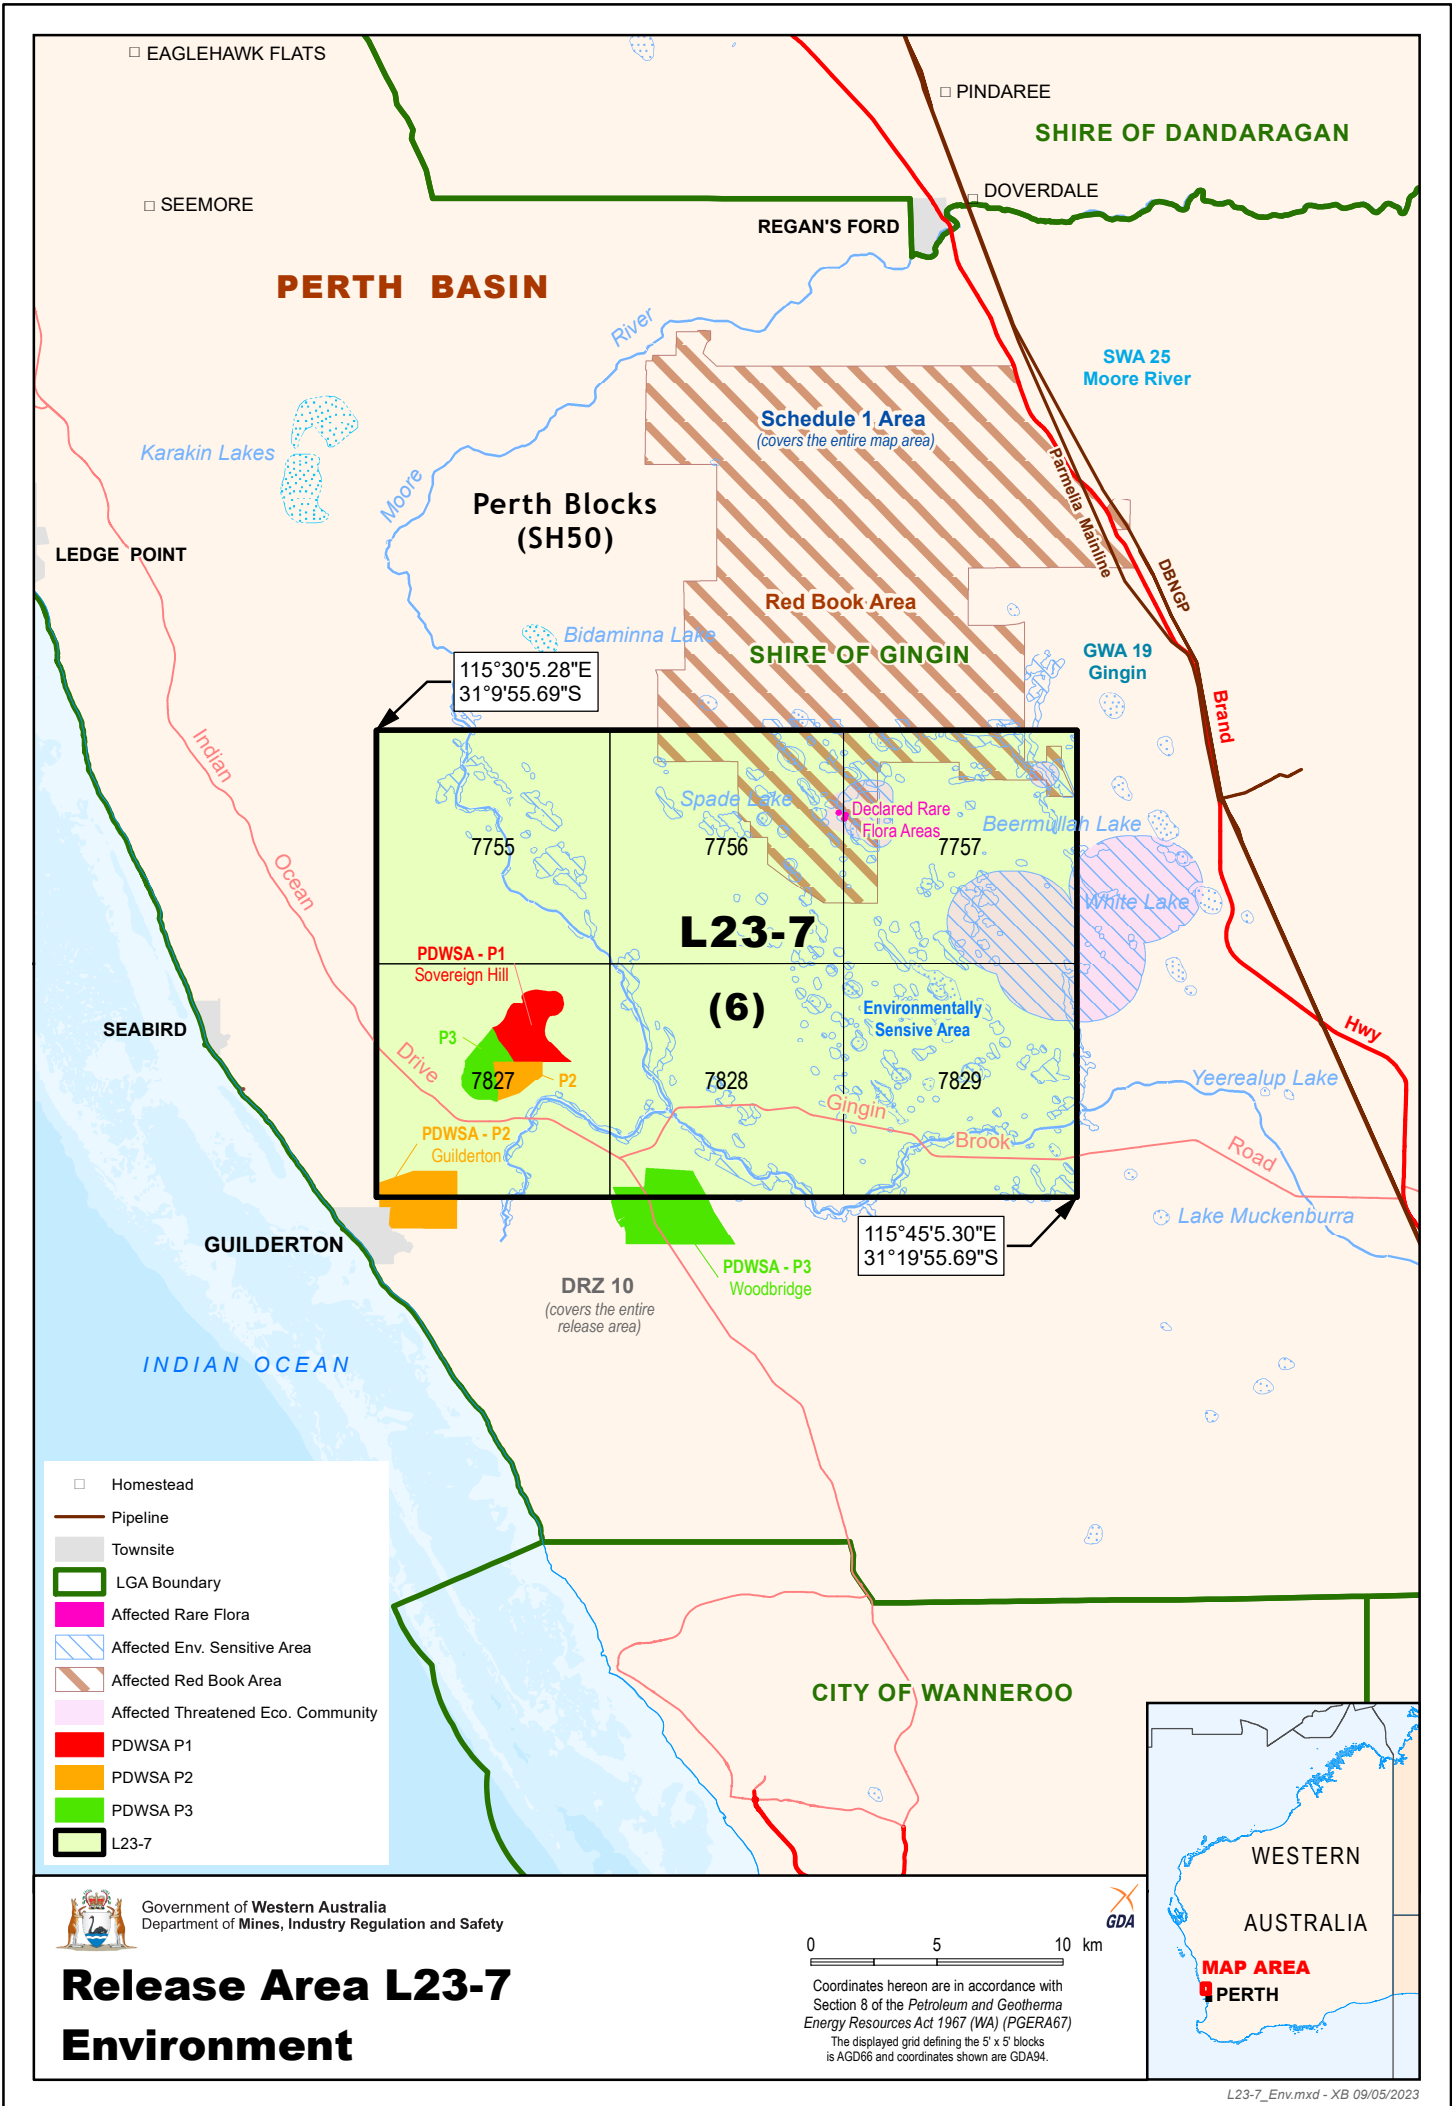 EAGLEHAWK FLATS
PINDAREE
SHIRE OF DANDARAGAN
SEEMORE
DOVERDALE
REGAN'S FORD
PERTH BASIN
River
SWA 25
Moore River
Schedule 1 Area
(covers the entire map area)
Karakin Lakes
Moore
Parmelia Mainline
Perth Blocks
(SH50)
LEDGE POINT
DBNGP
Red Book Area
Bidaminna Lake
SHIRE OF GINGIN
GWA 19
Gingin
115°30'5.28"E
31°9'55.69"S
Brand
Indian
Spade Lake
Declared Rare
Flora Areas
Beermullah Lake
7755
7756
7757
Ocean
White Lake
L23-7
PDWSA - P1
Sovereign Hill
(6)
Environmentally
Sensive Area
SEABIRD
P3
Drive
Hwy
7827
P2
7828
7829
Yeerealup Lake
Gingin
Brook
Road
PDWSA - P2
Guilderton
Lake Muckenburra
GUILDERTON
115°45'5.30"E
31°19'55.69"S
PDWSA - P3
Woodbridge
DRZ 10
(covers the entire
release area)
INDIAN OCEAN
Homestead
Pipeline
Townsite
LGA Boundary
Affected Rare Flora
Affected Env. Sensitive Area
Affected Red Book Area
Affected Threatened Eco. Community
PDWSA P1
PDWSA P2
PDWSA P3
L23-7
CITY OF WANNEROO
WESTERN
AUSTRALIA
MAP AREA
PERTH
Government of Western Australia
Department of Mines, Industry Regulation and Safety
Release Area L23-7
Environment
GDA
0 5 10 km
Coordinates hereon are in accordance with
Section 8 of the Petroleum and Geotherma
Energy Resources Act 1967 (WA) (PGERA67)
The displayed grid defining the 5' x 5' blocks
is AGD66 and coordinates shown are GDA94.
L23-7_Env.mxd - XB 09/05/2023